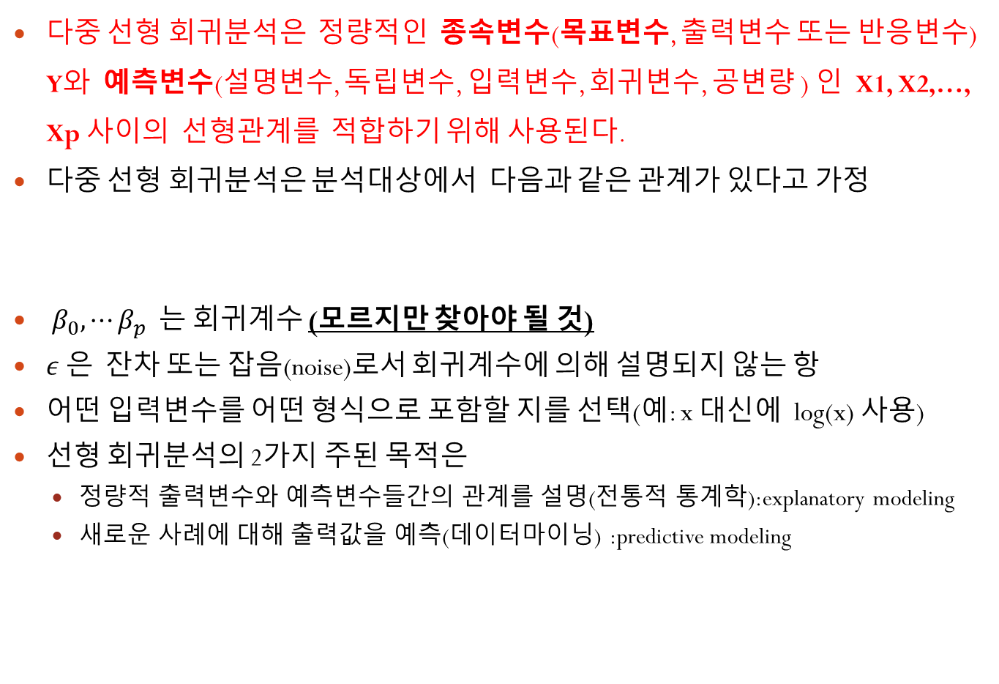 • 다중 선형 회귀분석은 정량적인 종속변수(목표변수, 출력변수 또는 반응변수)
Y와 예측변수(설명변수, 독립변수, 입력변수, 회귀변수, 공변량 ) 인 X1, X2,…,
Xp 사이의 선형관계를 적합하기 위해 사용된다.
• 다중 선형 회귀분석은 분석대상에서 다음과 같은 관계가 있다고 가정
• β₀, ⋯ βₚ 는 회귀계수 (모르지만 찾아야 될 것)
• ϵ 은 잔차 또는 잡음(noise)로서 회귀계수에 의해 설명되지 않는 항
• 어떤 입력변수를 어떤 형식으로 포함할 지를 선택(예: x 대신에 log(x) 사용)
• 선형 회귀분석의 2가지 주된 목적은
• 정량적 출력변수와 예측변수들간의 관계를 설명(전통적 통계학):explanatory modeling
• 새로운 사례에 대해 출력값을 예측(데이터마이닝) :predictive modeling